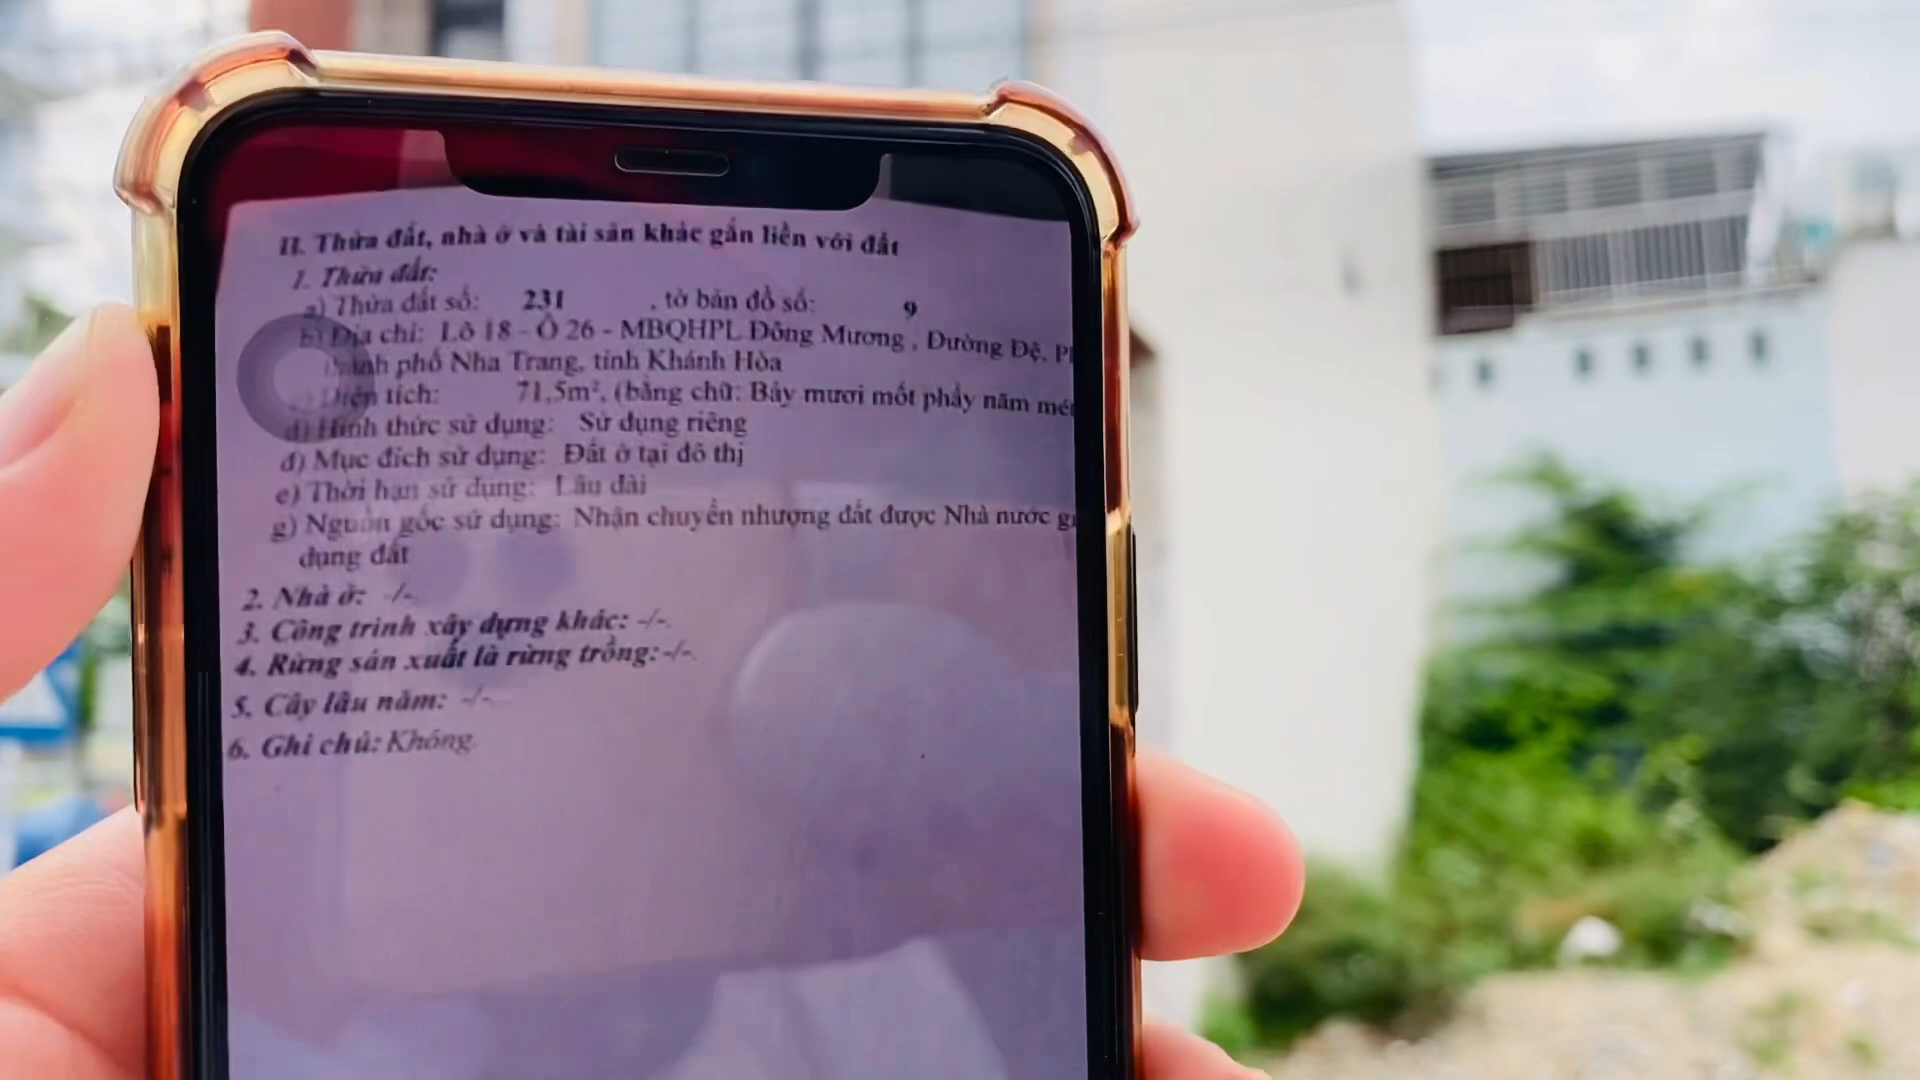 II. Thửa đất, nhà ở và tài sản khác gắn liền với đất
1. Thửa đất:
a) Thửa đất số: 231 , tờ bản đồ số: 9
b) Địa chỉ: Lô 18 - Ô 26 - MBQHPL Đông Mương , Đường Đệ,
thành phố Nha Trang, tỉnh Khánh Hòa
c) Diện tích: 71,5m², (bằng chữ: Bảy mươi mốt phẩy năm
d) Hình thức sử dụng: Sử dụng riêng
đ) Mục đích sử dụng: Đất ở tại đô thị
e) Thời hạn sử dụng: Lâu dài
g) Nguồn gốc sử dụng: Nhận chuyển nhượng đất được Nhà nước
dụng đất
2. Nhà ở: -/-.
3. Công trình xây dựng khác: -/-.
4. Rừng sản xuất là rừng trồng: -/-.
5. Cây lâu năm: -/-.
6. Ghi chú: Không.